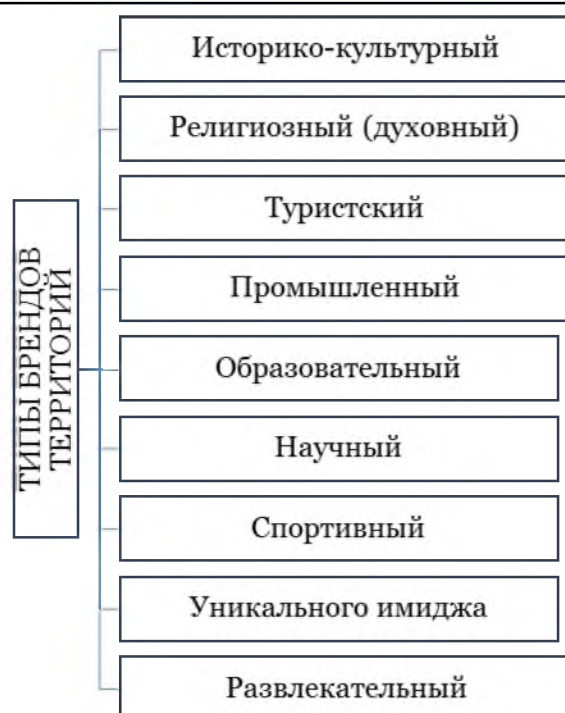 ТИПЫ БРЕНДОВ
ТЕРРИТОРИЙ
Историко-культурный
Религиозный (духовный)
Туристский
Промышленный
Образовательный
Научный
Спортивный
Уникального имиджа
Развлекательный